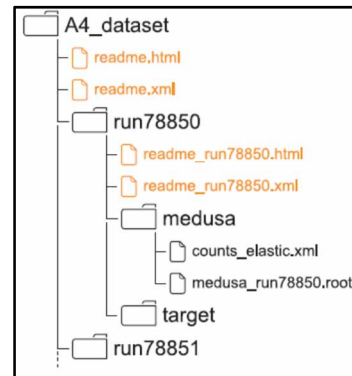 A4_dataset
readme.html
readme.xml
run78850
readme_run78850.html
readme_run78850.xml
medusa
counts_elastic.xml
medusa_run78850.root
target
run78851